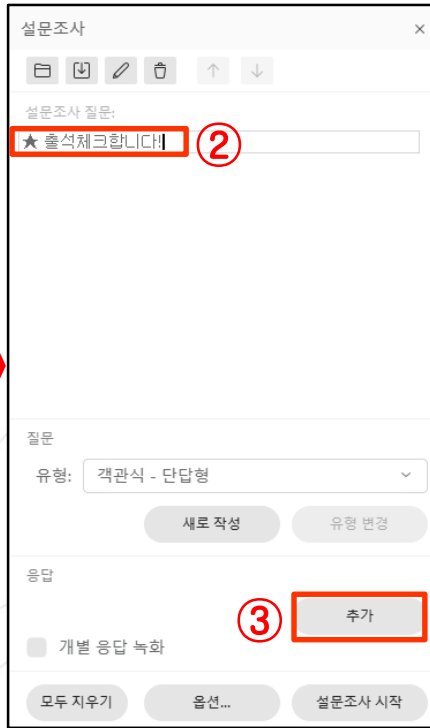 설문조사 ×
설문조사 질문:
★ 출석체크합니다! ②
질문
유형: 객관식 - 단답형
새로 작성 유형 변경
응답
③ 추가
개별 응답 녹화
모두 지우기 옵션... 설문조사 시작